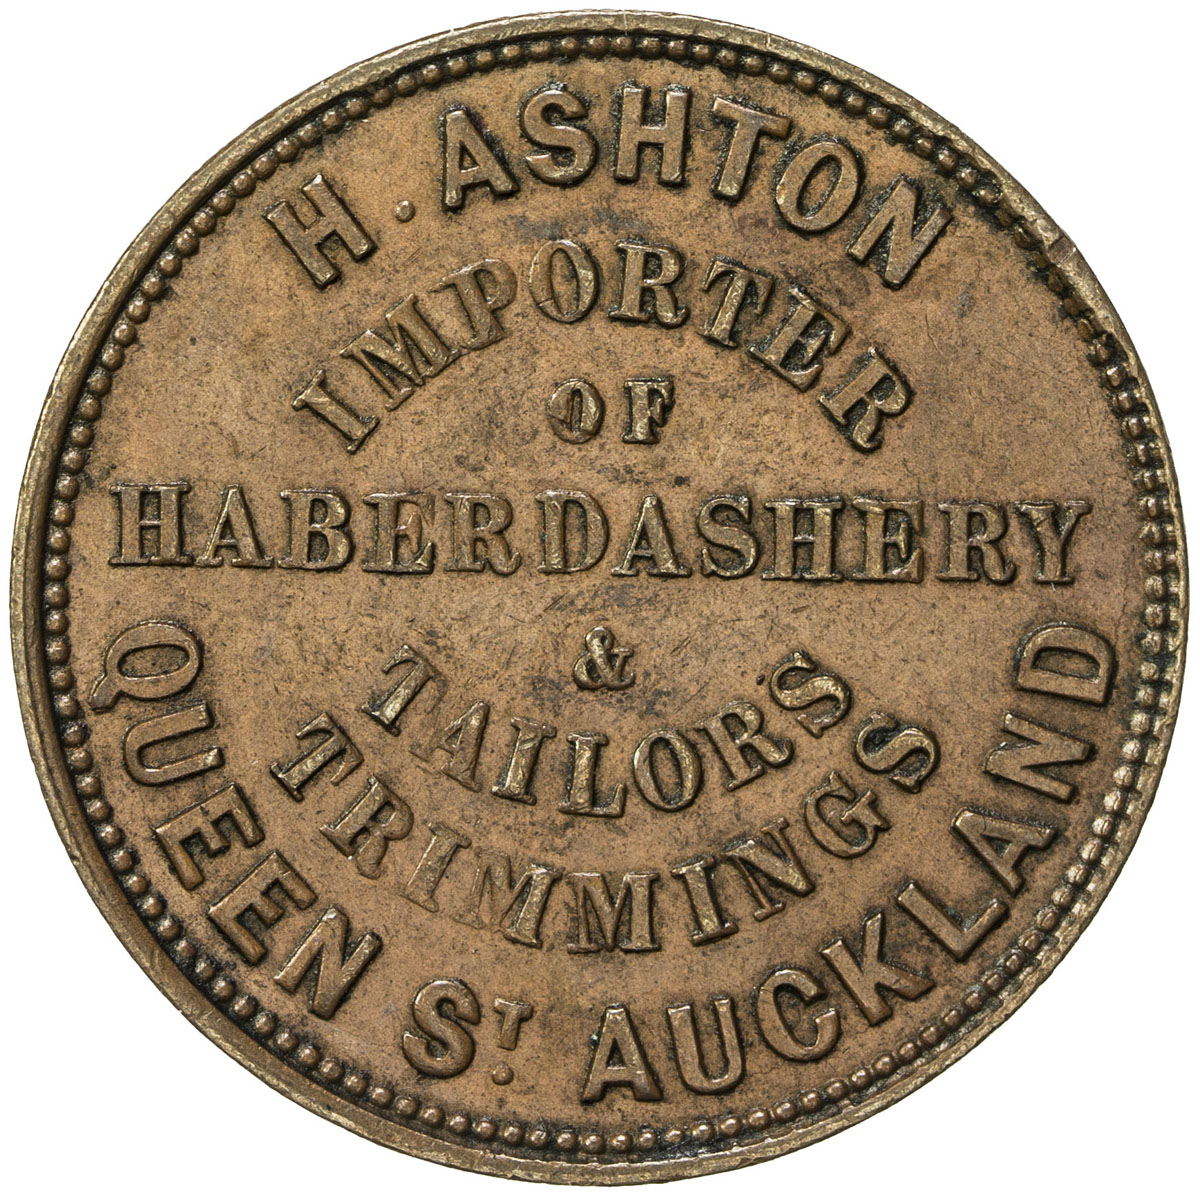 H. ASHTON
IMPORTER
OF
HABERDASHERY
&
TAILORS
TRIMMINGS
QUEEN ST. AUCKLAND